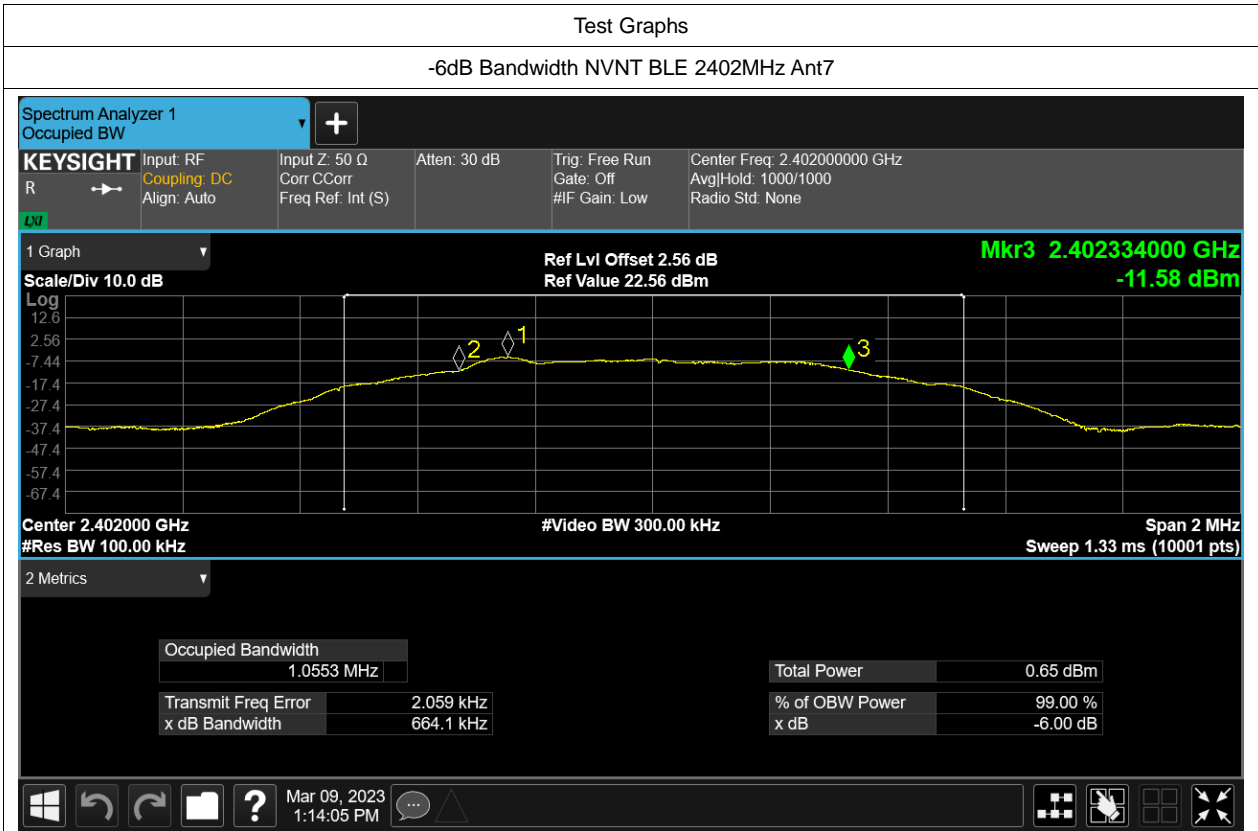 Test Graphs
-6dB Bandwidth NVNT BLE 2402MHz Ant7
Spectrum Analyzer 1
Occupied BW
KEYSIGHT
R
LXI
Input: RF
Coupling: DC
Align: Auto
Input Z: 50 Ω
Corr CCorr
Freq Ref: Int (S)
Atten: 30 dB
Trig: Free Run
Gate: Off
#IF Gain: Low
Center Freq: 2.402000000 GHz
Avg|Hold: 1000/1000
Radio Std: None
1 Graph
Scale/Div 10.0 dB
Ref Lvl Offset 2.56 dB
Ref Value 22.56 dBm
Mkr3 2.402334000 GHz
-11.58 dBm
Log
12.6
2.56
-7.44
-17.4
-27.4
-37.4
-47.4
-57.4
-67.4
2
1
3
Center 2.402000 GHz
#Res BW 100.00 kHz
#Video BW 300.00 kHz
Span 2 MHz
Sweep 1.33 ms (10001 pts)
2 Metrics
Occupied Bandwidth
1.0553 MHz
Transmit Freq Error 2.059 kHz
x dB Bandwidth 664.1 kHz
Total Power 0.65 dBm
% of OBW Power 99.00 %
x dB -6.00 dB
?
Mar 09, 2023
1:14:05 PM